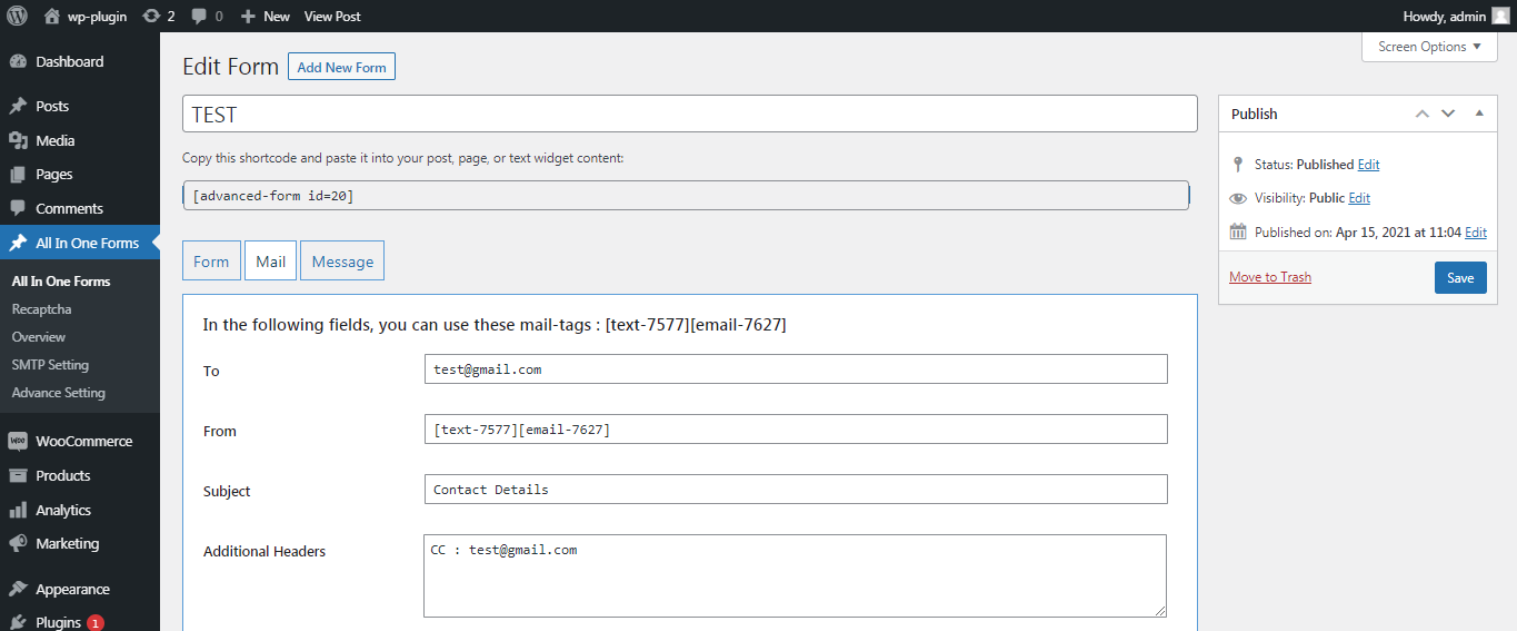 wp-plugin 2 0 New View Post Howdy, admin
Screen Options
Dashboard
Posts
Media
Pages
Comments
All In One Forms
All In One Forms
Recaptcha
Overview
SMTP Setting
Advance Setting
WooCommerce
Products
Analytics
Marketing
Appearance
Plugins 1
Edit Form Add New Form
TEST
Copy this shortcode and paste it into your post, page, or text widget content:
[advanced-form id=20]
Form Mail Message
In the following fields, you can use these mail-tags : [text-7577][email-7627]
To test@gmail.com
From [text-7577][email-7627]
Subject Contact Details
Additional Headers CC : test@gmail.com
Publish
Status: Published Edit
Visibility: Public Edit
Published on: Apr 15, 2021 at 11:04 Edit
Move to Trash Save